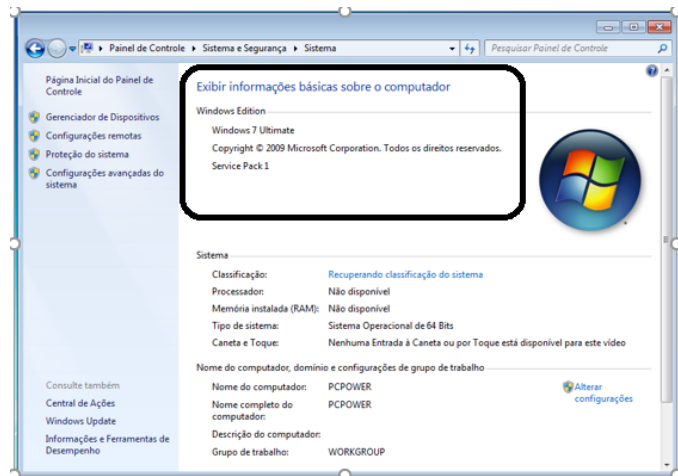 Painel de Controle ▸ Sistema e Segurança ▸ Sistema
Pesquisar Painel de Controle
Página Inicial do Painel de
Controle
Gerenciador de Dispositivos
Configurações remotas
Proteção do sistema
Configurações avançadas do
sistema
Consulte também
Central de Ações
Windows Update
Informações e Ferramentas de
Desempenho
Exibir informações básicas sobre o computador
Windows Edition
Windows 7 Ultimate
Copyright © 2009 Microsoft Corporation. Todos os direitos reservados.
Service Pack 1
Sistema
Classificação: Recuperando classificação do sistema
Processador: Não disponível
Memória instalada (RAM): Não disponível
Tipo de sistema: Sistema Operacional de 64 Bits
Caneta e Toque: Nenhuma Entrada à Caneta ou por Toque está disponível para este vídeo
Nome do computador, domínio e configurações de grupo de trabalho
Nome do computador: PCPOWER
Alterar
configurações
Nome completo do
computador: PCPOWER
Descrição do computador:
Grupo de trabalho: WORKGROUP